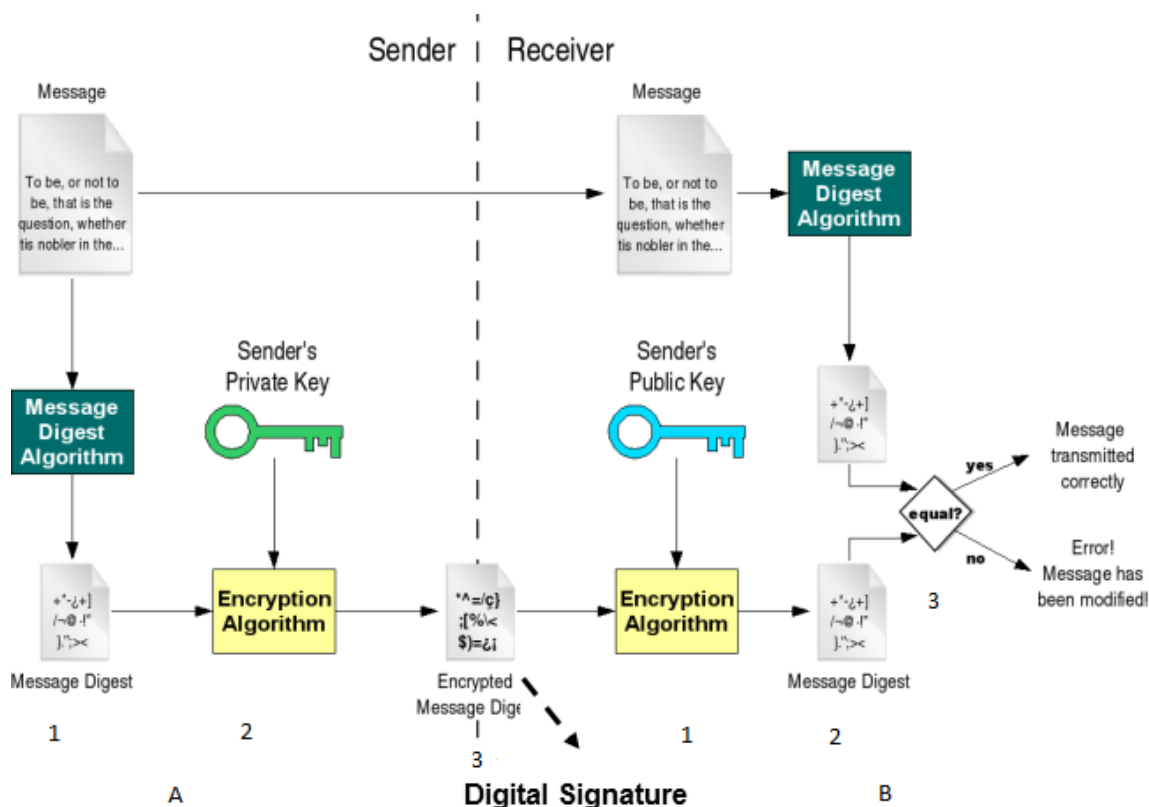 Sender
Receiver
Message
To be, or not to
be, that is the
question, whether
tis nobler in the...
Message
To be, or not to
be, that is the
question, whether
tis nobler in the...
Message
Digest
Algorithm
Sender's
Private Key
Sender's
Public Key
Message
Digest
Algorithm
+*-¿+]
/¬@·!"
}.";><
yes
Message
transmitted
correctly
equal?
no
Error!
Message has
been modified!
+*-¿+]
/¬@·!"
}.";><
Message Digest
Encryption
Algorithm
*^=/ç}
;[%\<
$)=¿¡
Encrypted
Message Dige
Encryption
Algorithm
+*-¿+]
/¬@·!"
}.";><
Message Digest
1
2
3
1
2
3
A
Digital Signature
B